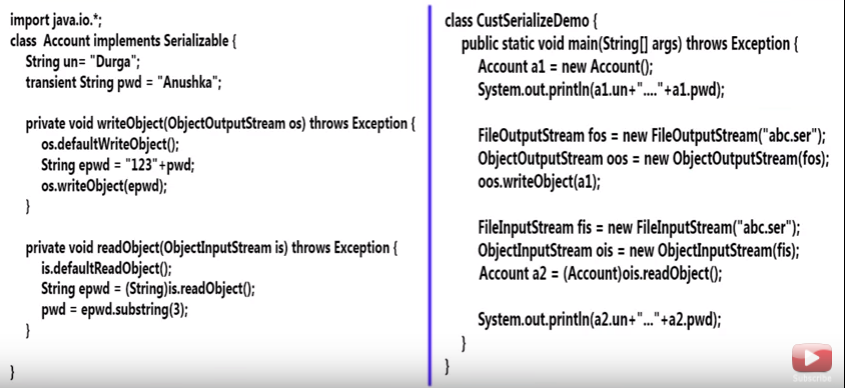 import java.io.*;
class  Account implements Serializable {
String un= "Durga";
transient String pwd = "Anushka";
private void writeObject(ObjectOutputStream os) throws Exception {
os.defaultWriteObject();
String epwd = "123"+pwd;
os.writeObject(epwd);
}
private void readObject(ObjectInputStream is) throws Exception {
is.defaultReadObject();
String epwd = (String)is.readObject();
pwd = epwd.substring(3);
}
}
class CustSerializeDemo {
public static void main(String[] args) throws Exception {
Account a1 = new Account();
System.out.println(a1.un+"...."+a1.pwd);
FileOutputStream fos = new FileOutputStream("abc.ser");
ObjectOutputStream oos = new ObjectOutputStream(fos);
oos.writeObject(a1);
FileInputStream fis = new FileInputStream("abc.ser");
ObjectInputStream ois = new ObjectInputStream(fis);
Account a2 = (Account)ois.readObject();
System.out.println(a2.un+"..."+a2.pwd);
}
}
Subscribe